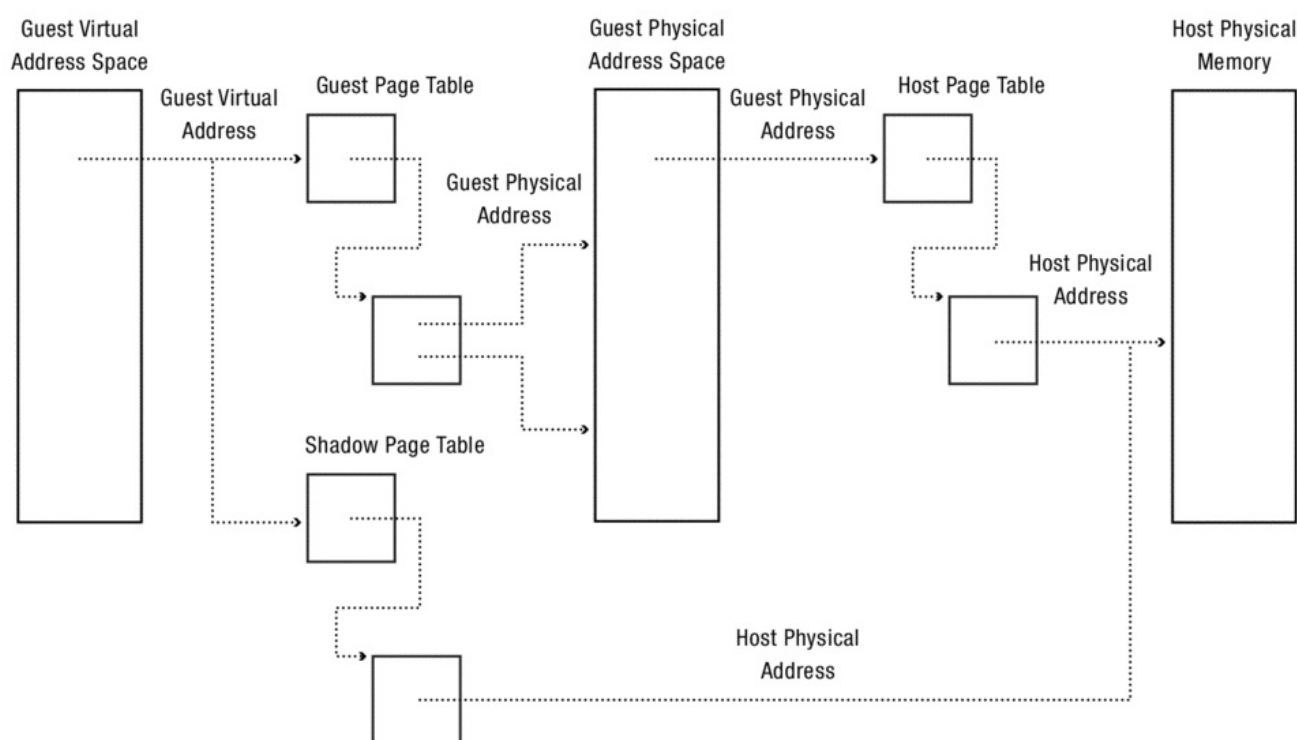 Guest Virtual
Address Space
Guest Physical
Address Space
Host Physical
Memory
Guest Virtual
Address
Guest Page Table
Guest Physical
Address
Host Page Table
Guest Physical
Address
Host Physical
Address
Shadow Page Table
Host Physical
Address